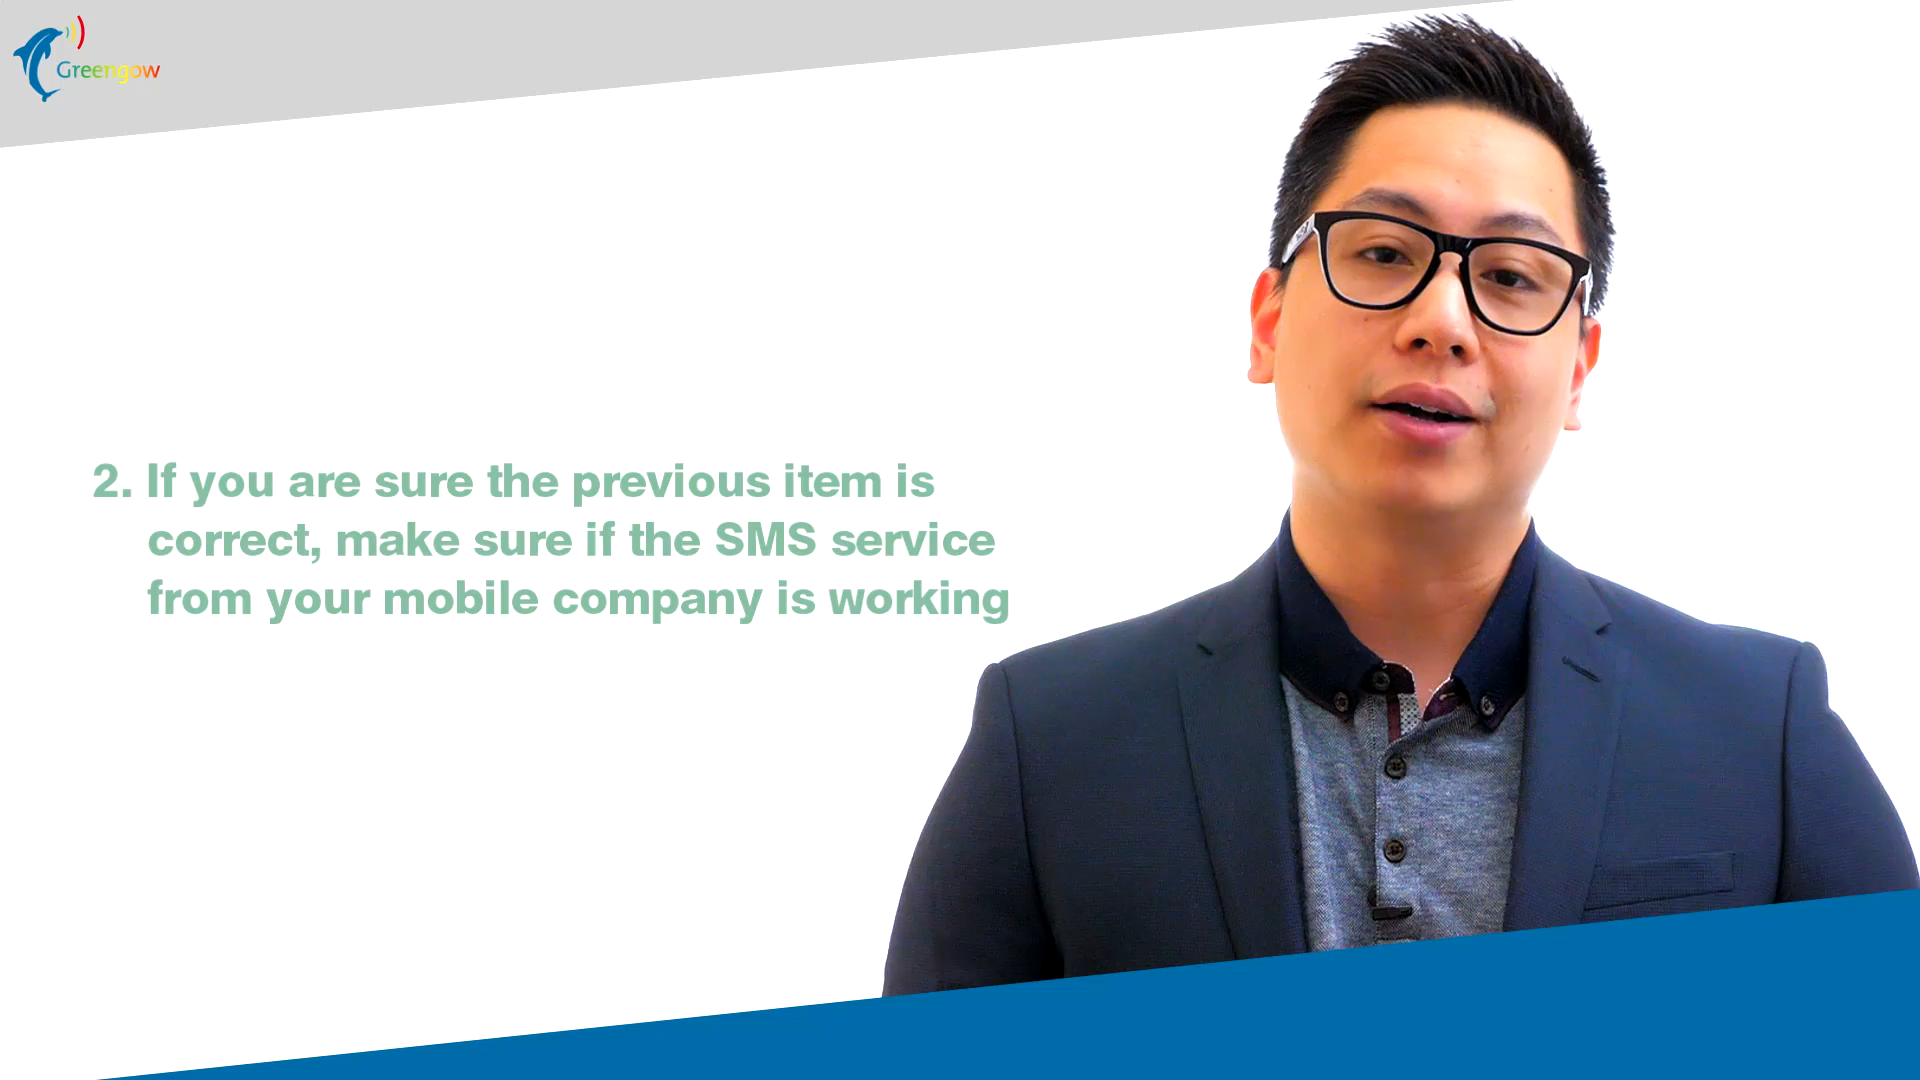 Greengow
2. If you are sure the previous item is
correct, make sure if the SMS service
from your mobile company is working